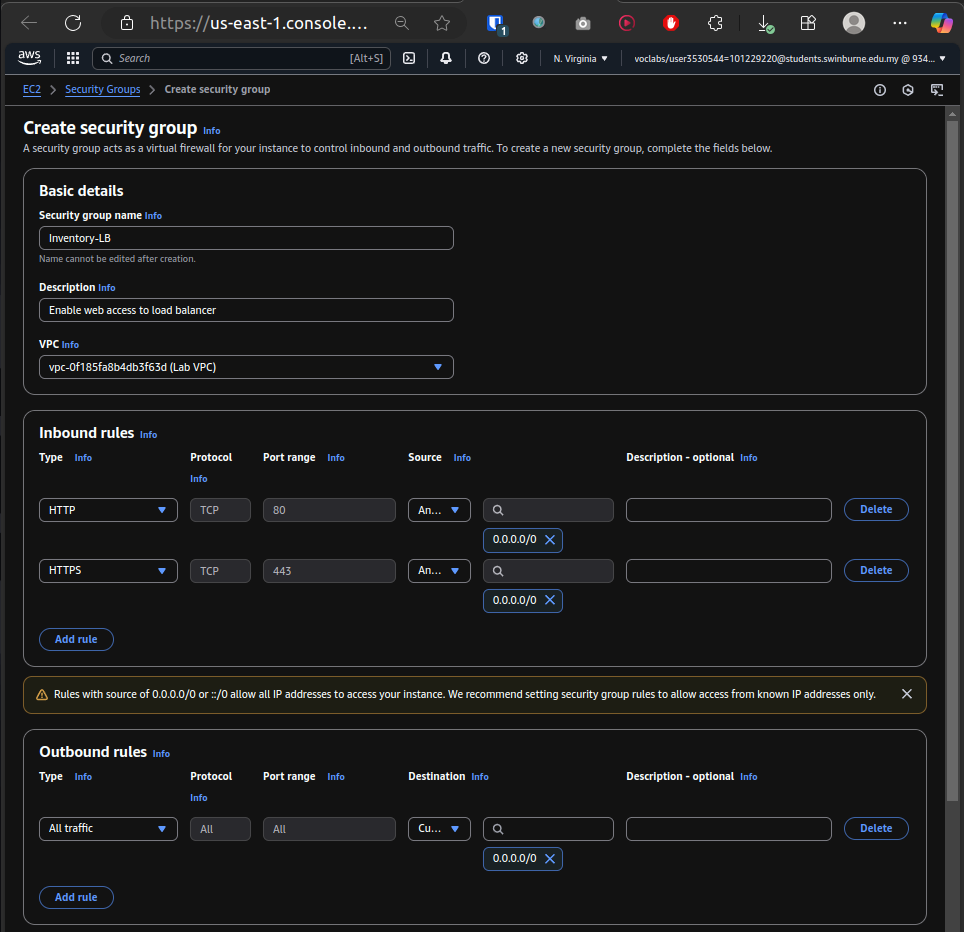 https://us-east-1.console....
1
aws
Search
[Alt+S]
N. Virginia
voclabs/user3530544=101229220@students.swinburne.edu.my @ 934...
EC2
Security Groups
Create security group
Create security group Info
A security group acts as a virtual firewall for your instance to control inbound and outbound traffic. To create a new security group, complete the fields below.
Basic details
Security group name Info
Inventory-LB
Name cannot be edited after creation.
Description Info
Enable web access to load balancer
VPC Info
vpc-0f185fa8b4db3f63d (Lab VPC)
Inbound rules Info
Type Info Protocol Info Port range Info Source Info Description - optional Info
HTTP TCP 80 An... Delete
0.0.0.0/0
HTTPS TCP 443 An... Delete
0.0.0.0/0
Add rule
Rules with source of 0.0.0.0/0 or ::/0 allow all IP addresses to access your instance. We recommend setting security group rules to allow access from known IP addresses only.
Outbound rules Info
Type Info Protocol Info Port range Info Destination Info Description - optional Info
All traffic All All Cu... Delete
0.0.0.0/0
Add rule